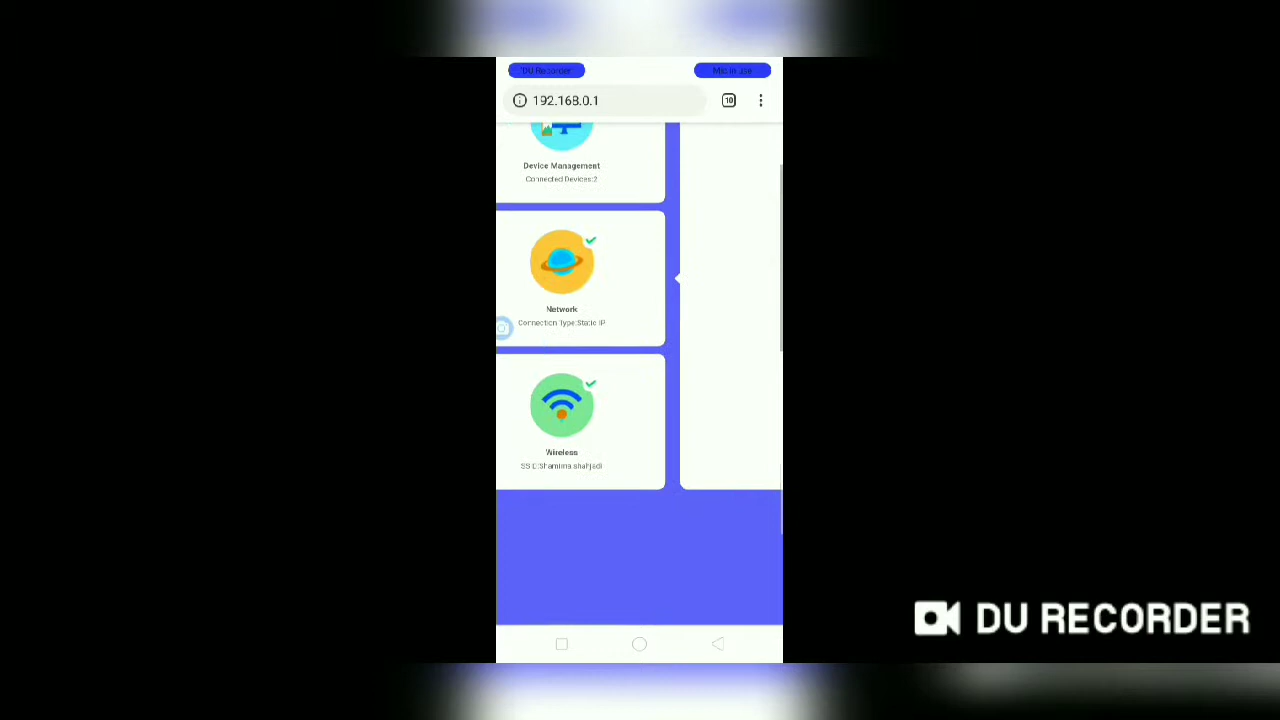 DU Recorder
Mic in use
192.168.0.1
10
Device Management
Connected Devices:2
Network
Connection Type:Static IP
Wireless
SSID:Shamima shahjadi
DU RECORDER